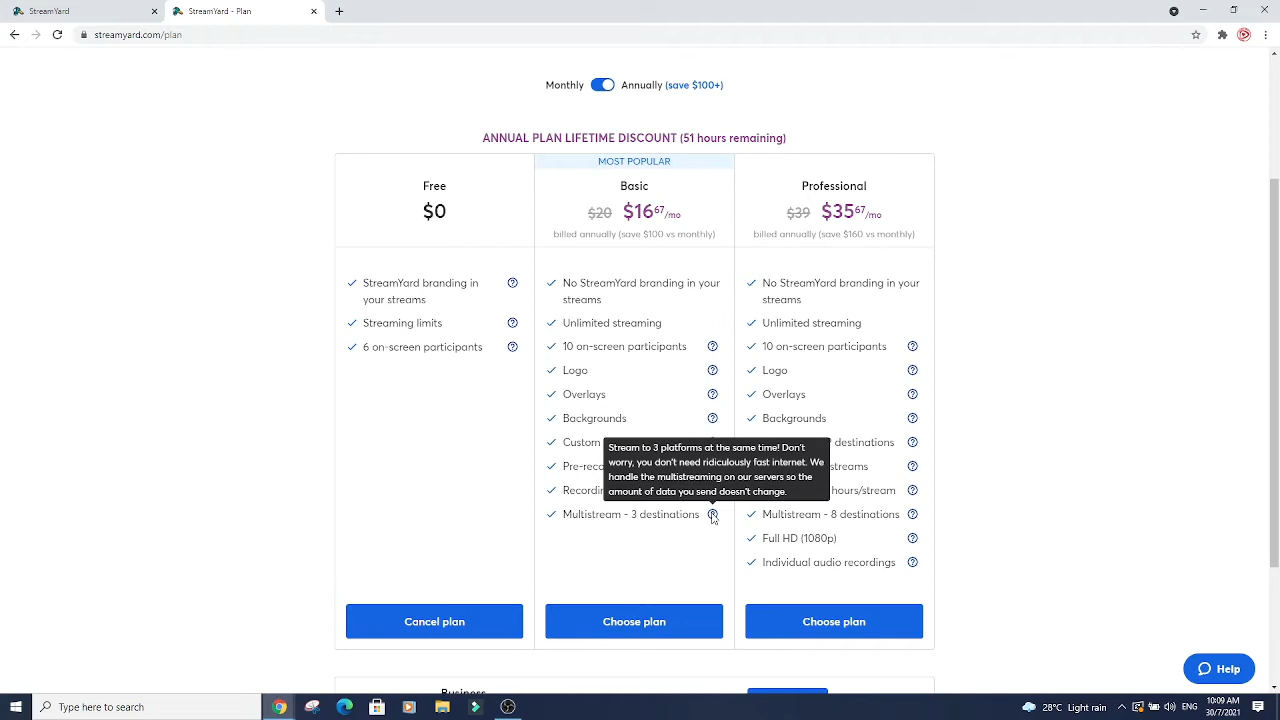 StreamYard
StreamYard - Plan
streamyard.com/plan
Monthly Annually (save $100+)
ANNUAL PLAN LIFETIME DISCOUNT (51 hours remaining)
Free
$0
StreamYard branding in
your streams
Streaming limits
6 on-screen participants
Cancel plan
MOST POPULAR
Basic
$20 $16 67/mo
billed annually (save $100 vs monthly)
No StreamYard branding in your
streams
Unlimited streaming
10 on-screen participants
Logo
Overlays
Backgrounds
Custom
Multistream - 3 destinations
Choose plan
Stream to 3 platforms at the same time! Don't
worry, you don't need ridiculously fast internet. We
handle the multistreaming on our servers so the
amount of data you send doesn't change.
Professional
$39 $35 67/mo
billed annually (save $160 vs monthly)
No StreamYard branding in your
streams
Unlimited streaming
10 on-screen participants
Logo
Overlays
Backgrounds
destinations
streams
hours/stream
Multistream - 8 destinations
Full HD (1080p)
Individual audio recordings
Choose plan
Business
Help
Type here to search
28°C Light rain
10:09 AM
30/7/2021